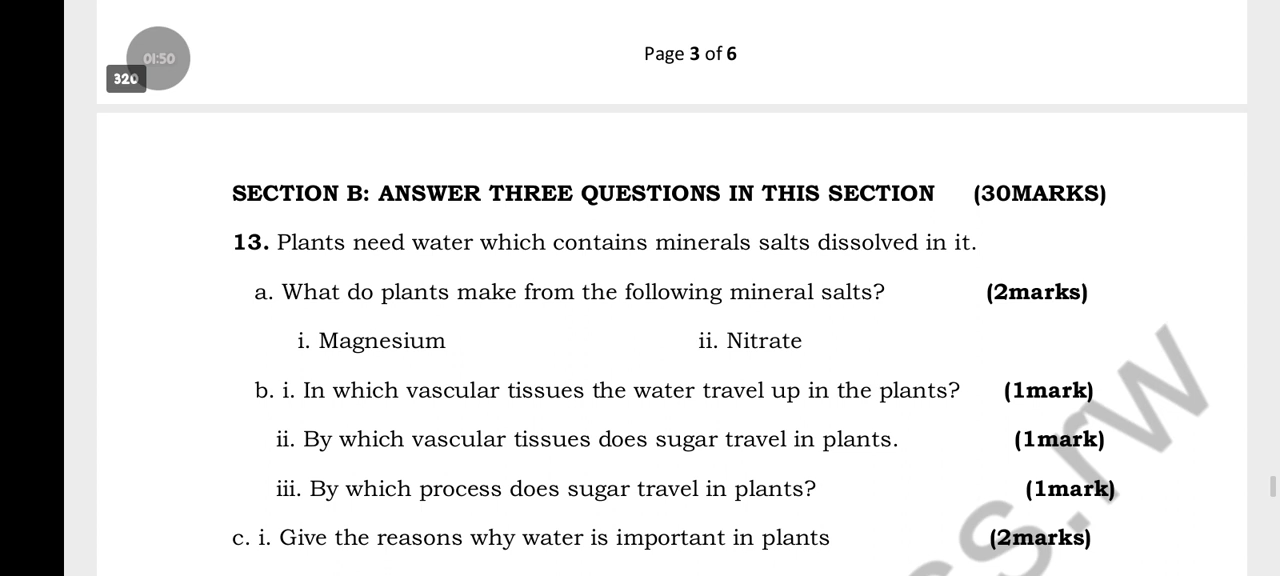 01:50
320
Page 3 of 6
SECTION B: ANSWER THREE QUESTIONS IN THIS SECTION (30MARKS)
13. Plants need water which contains minerals salts dissolved in it.
a. What do plants make from the following mineral salts? (2marks)
i. Magnesium ii. Nitrate
b. i. In which vascular tissues the water travel up in the plants? (1mark)
ii. By which vascular tissues does sugar travel in plants. (1mark)
iii. By which process does sugar travel in plants? (1mark)
c. i. Give the reasons why water is important in plants (2marks)
s.rw